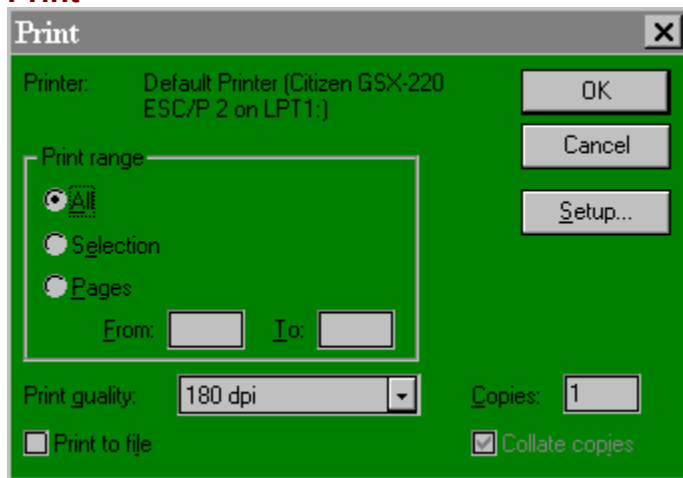 Print
Printer: Default Printer (Citizen GSX-220
ESC/P 2 on LPT1:)
OK
Cancel
Setup...
Print range
All
Selection
Pages
From: To:
Print quality: 180 dpi Copies: 1
Print to file Collate copies